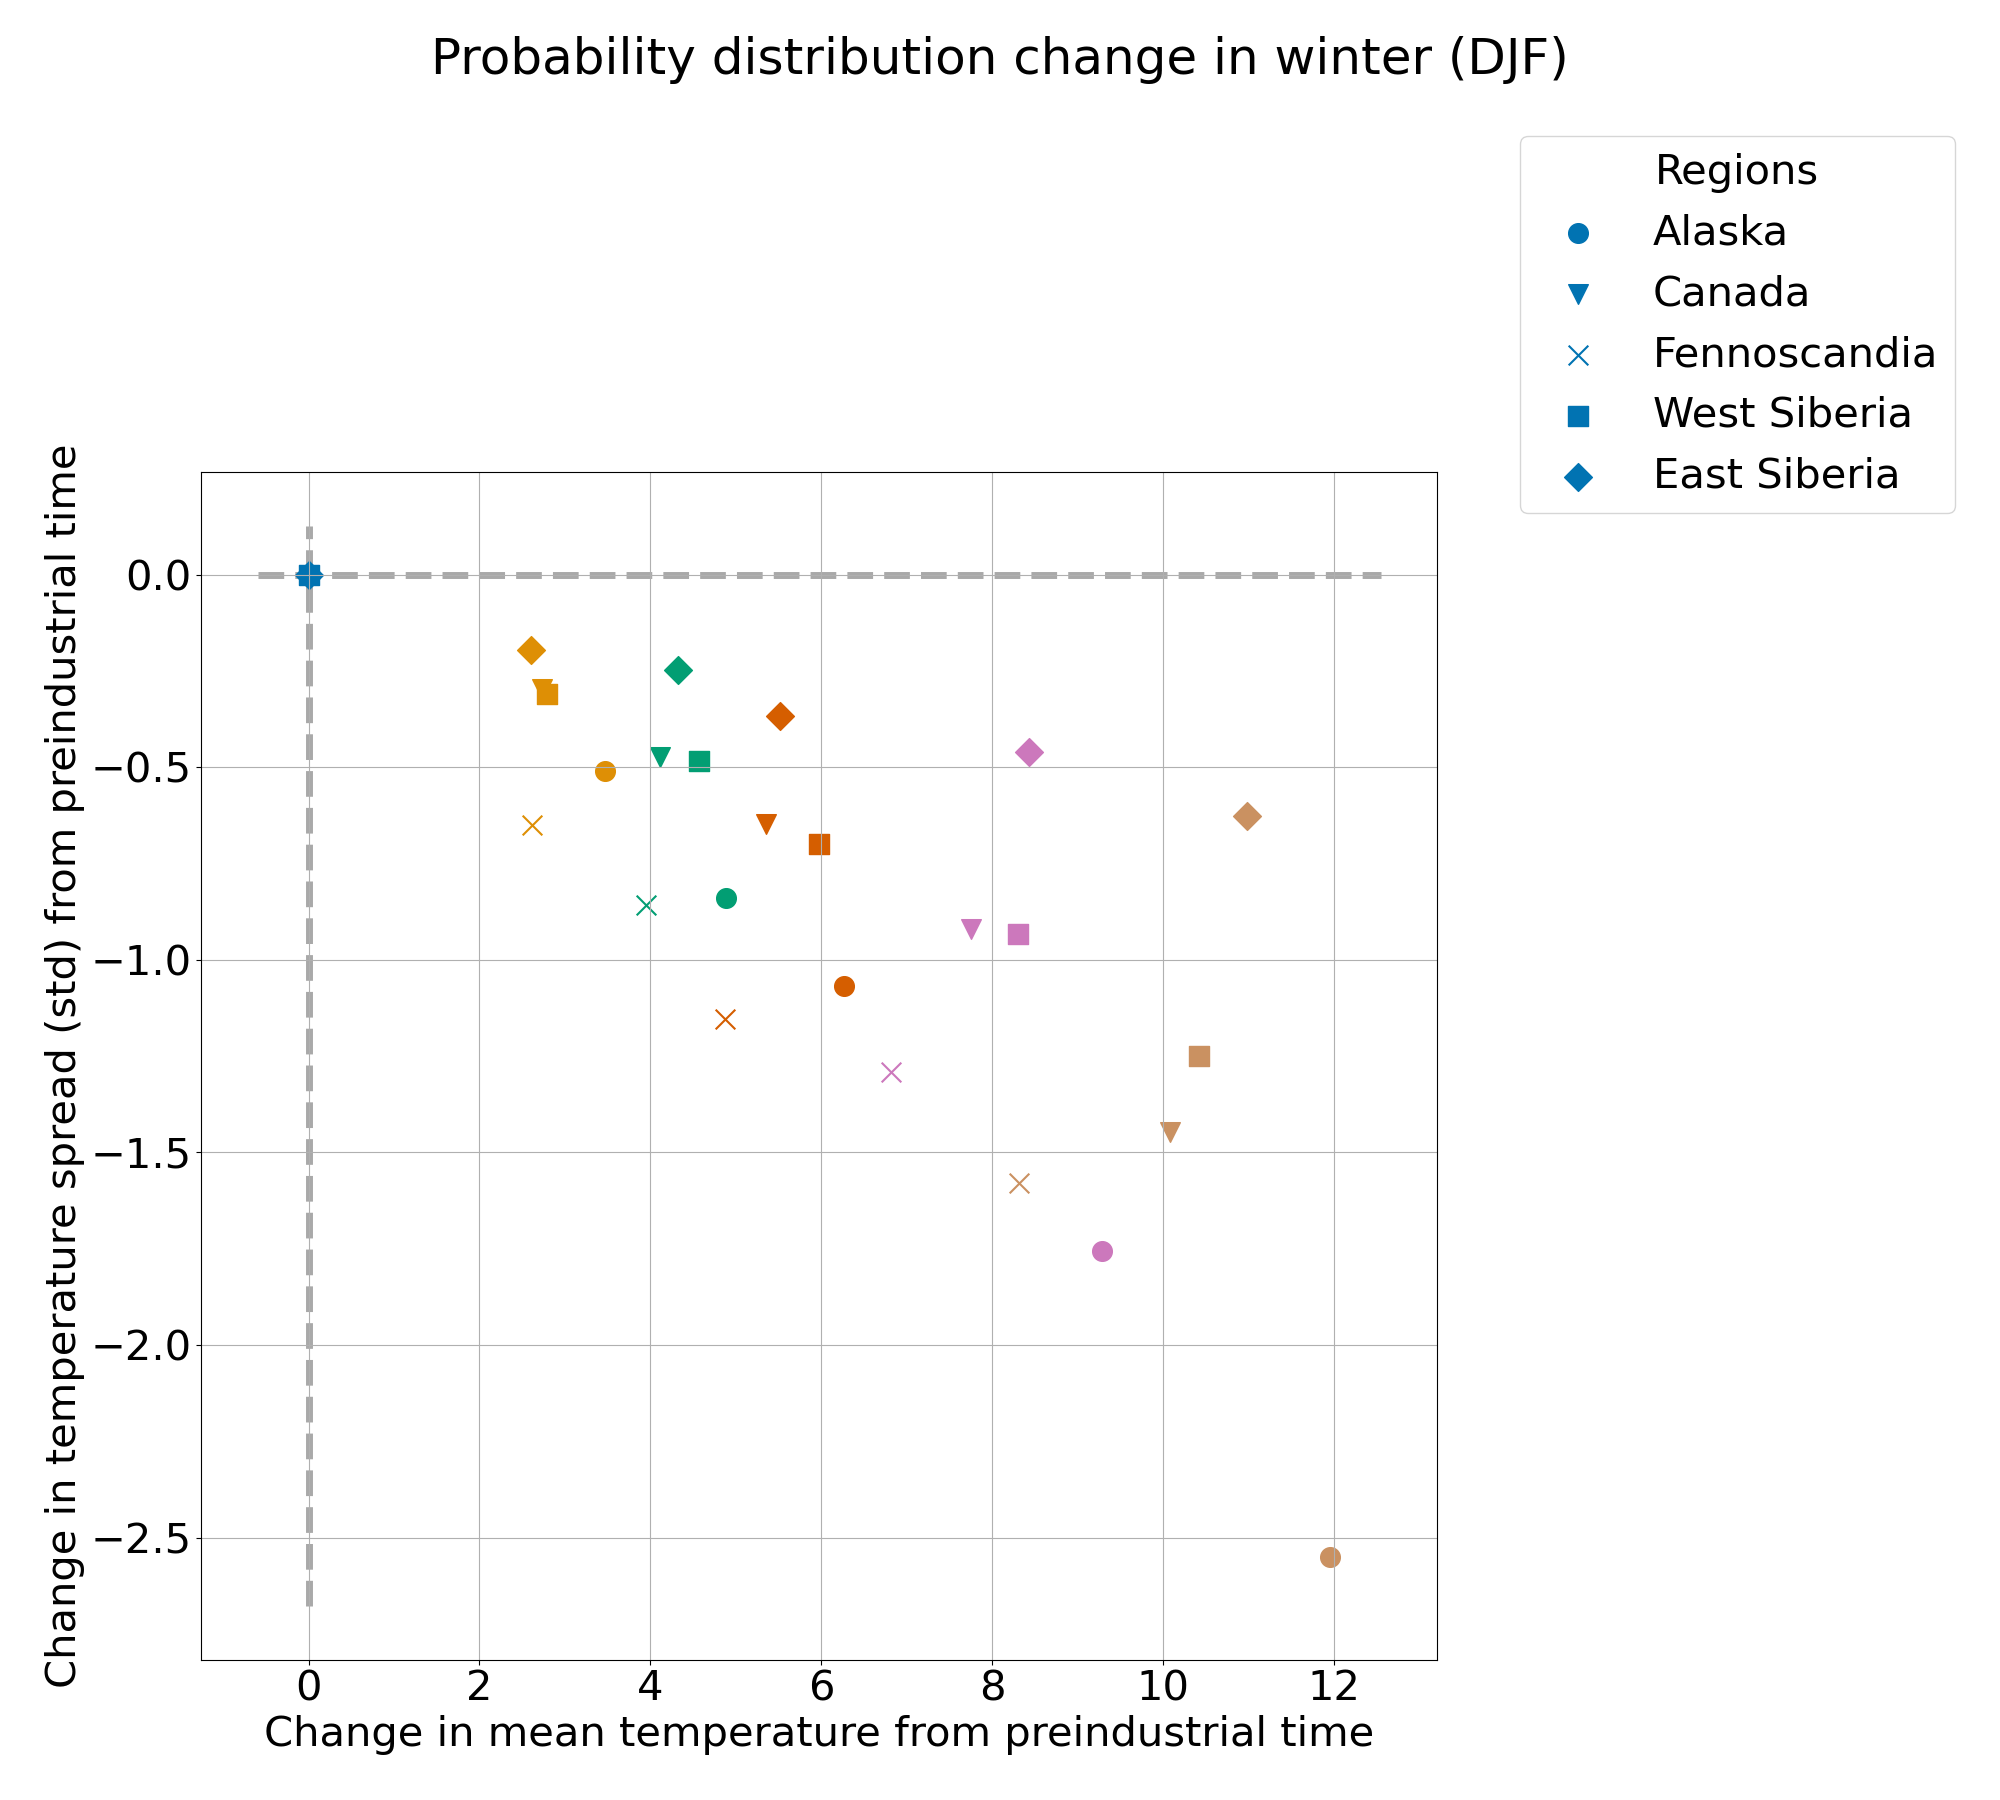 Probability distribution change in winter (DJF)
Regions
Alaska
Canada
Fennoscandia
West Siberia
East Siberia
Change in temperature spread (std) from preindustrial time
0.0
−0.5
−1.0
−1.5
−2.0
−2.5
0 2 4 6 8 10 12
Change in mean temperature from preindustrial time